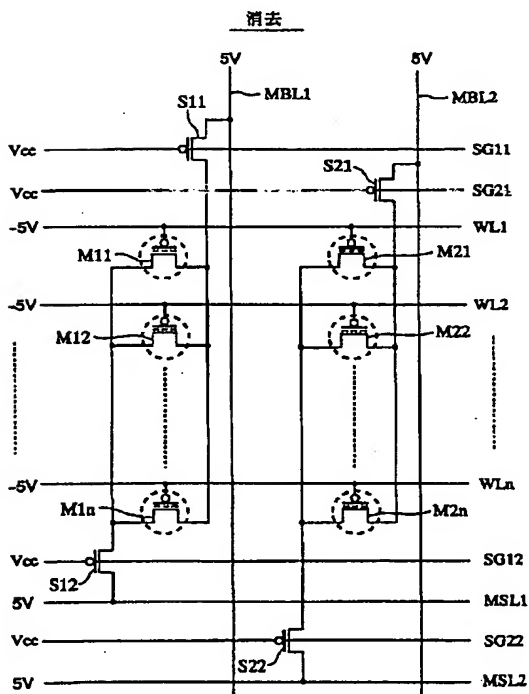 消去
5V 5V
MBL1 MBL2
S11
Vcc SG11
S21
Vcc SG21
-5V WL1
M11 M21
-5V WL2
M12 M22
-5V WLn
M1n M2n
Vcc SG12
S12
5V MSL1
Vcc SG22
S22
5V MSL2